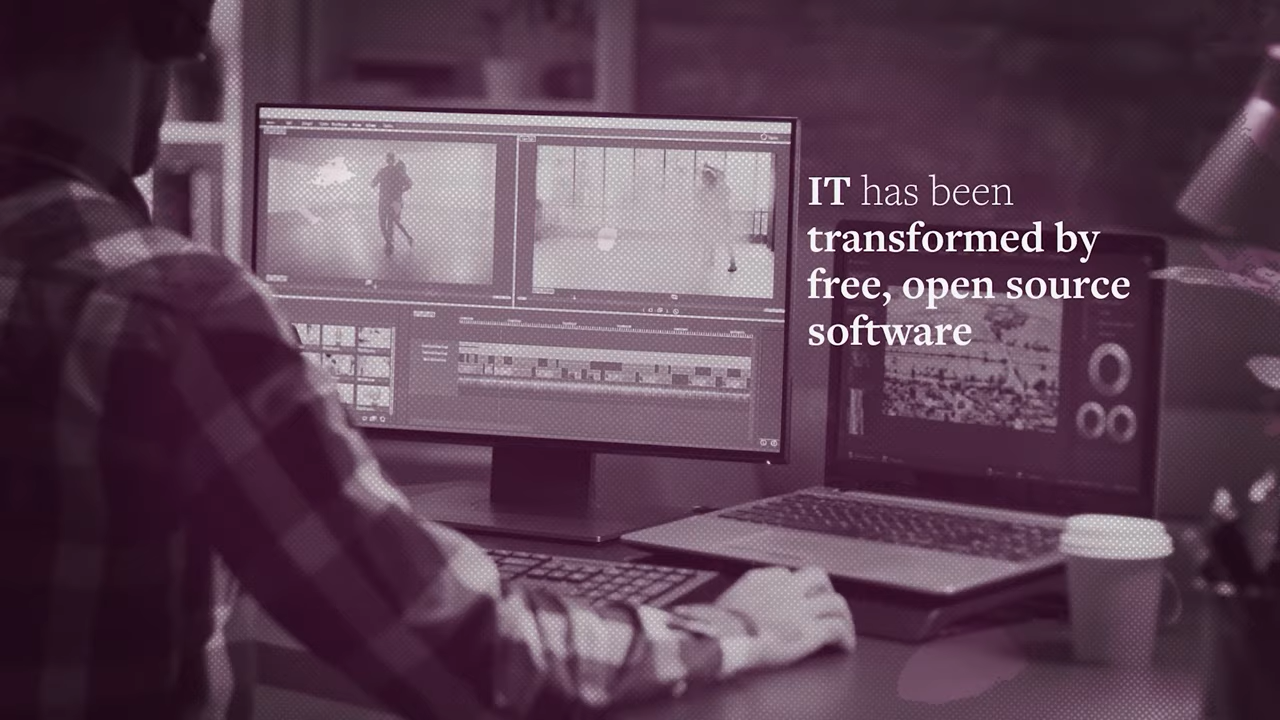 IT has been
transformed by
free, open source
software